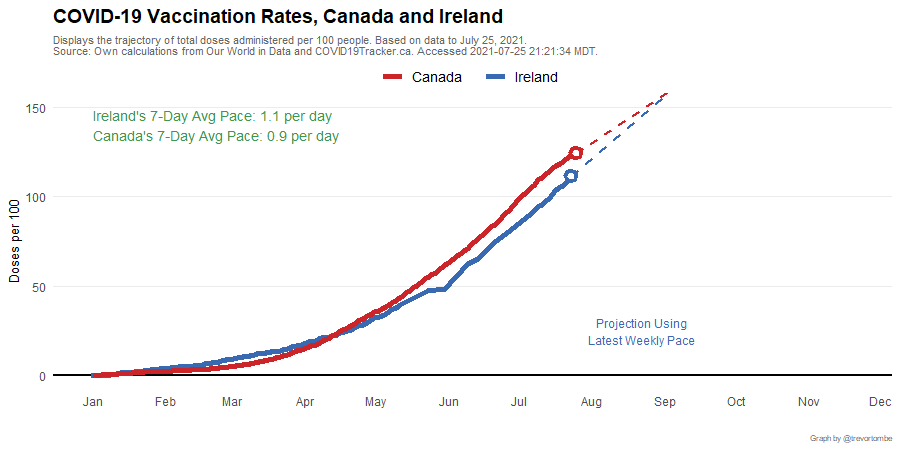 COVID-19 Vaccination Rates, Canada and Ireland
Displays the trajectory of total doses administered per 100 people. Based on data to July 25, 2021.
Source: Own calculations from Our World in Data and COVID19Tracker.ca. Accessed 2021-07-25 21:21:34 MDT.
Canada Ireland
Ireland's 7-Day Avg Pace: 1.1 per day
Canada's 7-Day Avg Pace: 0.9 per day
Doses per 100
150
100
50
0
Projection Using
Latest Weekly Pace
Jan Feb Mar Apr May Jun Jul Aug Sep Oct Nov Dec
Graph by @trevortombe